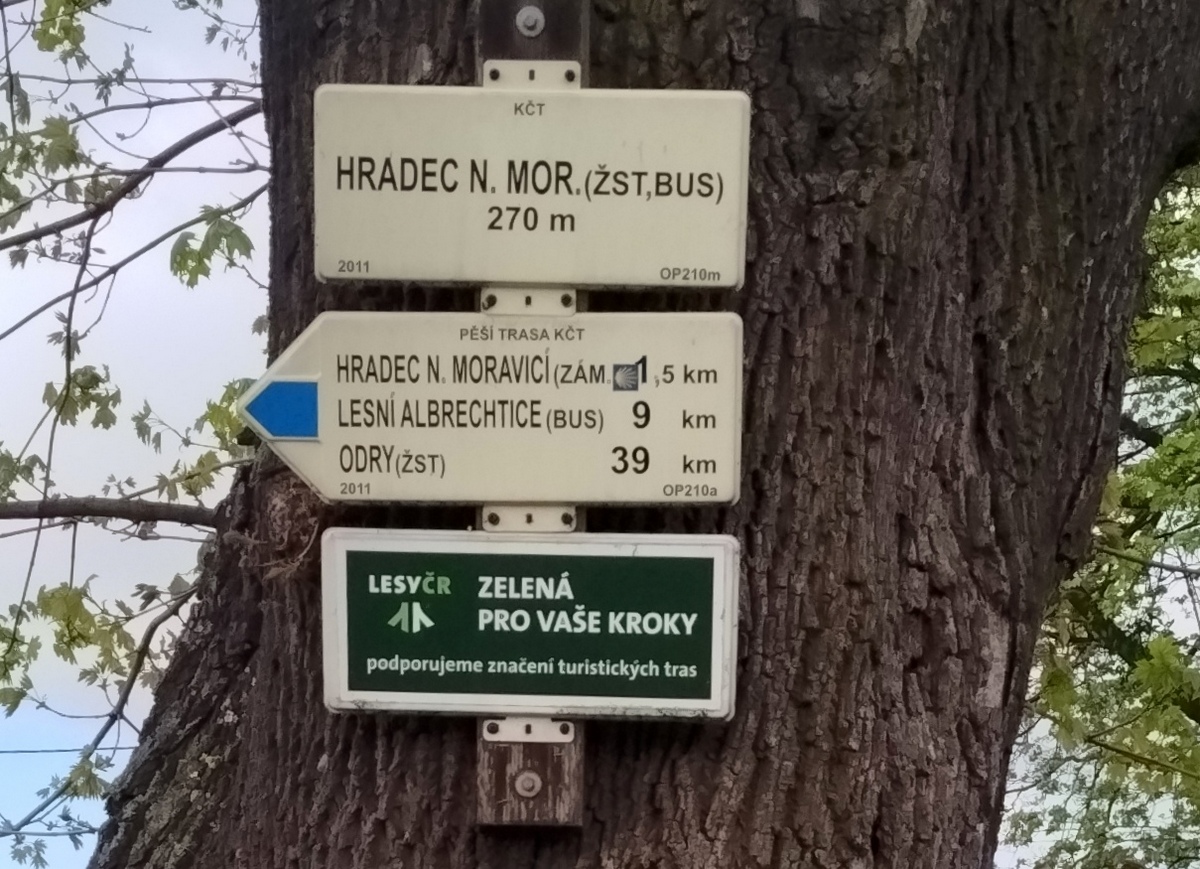 KČT
HRADEC N. MOR.(ŽST,BUS)
270 m
2011 OP210m
PĚŠÍ TRASA KČT
HRADEC N. MORAVICÍ(ZÁM. 1,5 km
LESNÍ ALBRECHTICE(BUS) 9 km
ODRY(ŽST) 39 km
2011 OP210a
LESYČR
ZELENÁ
PRO VAŠE KROKY
podporujeme značení turistických tras